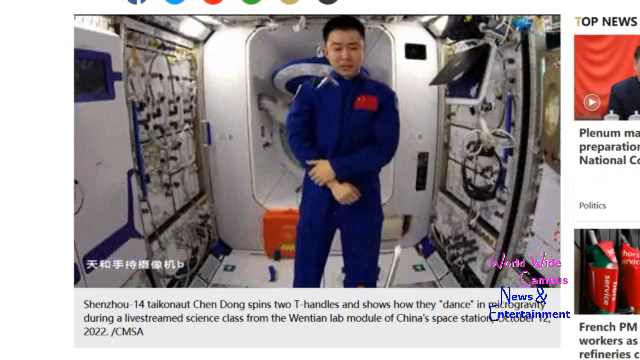 TOP NEWS
天和手持摄像机b
Plenum ma
preparation
National Co
Politics
World Wide
Campus
News &
Entertainment
Shenzhou-14 taikonaut Chen Dong spins two T-handles and shows how they "dance" in microgravity
during a livestreamed science class from the Wentian lab module of China's space station, October 12,
2022. /CMSA
hors
service
French PM
workers as
refineries c